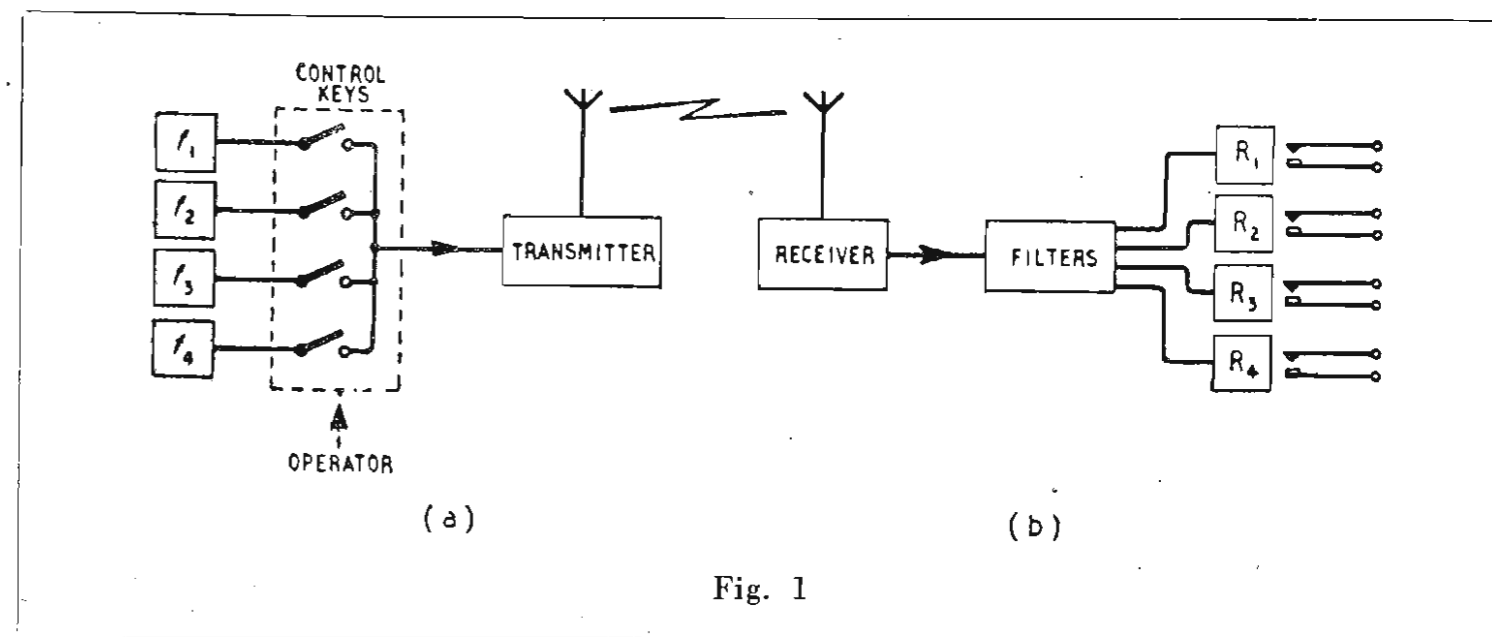 CONTROL
KEYS
f1
f2
f3
f4
OPERATOR
TRANSMITTER
(a)
RECEIVER
FILTERS
R1
R2
R3
R4
(b)
Fig. 1